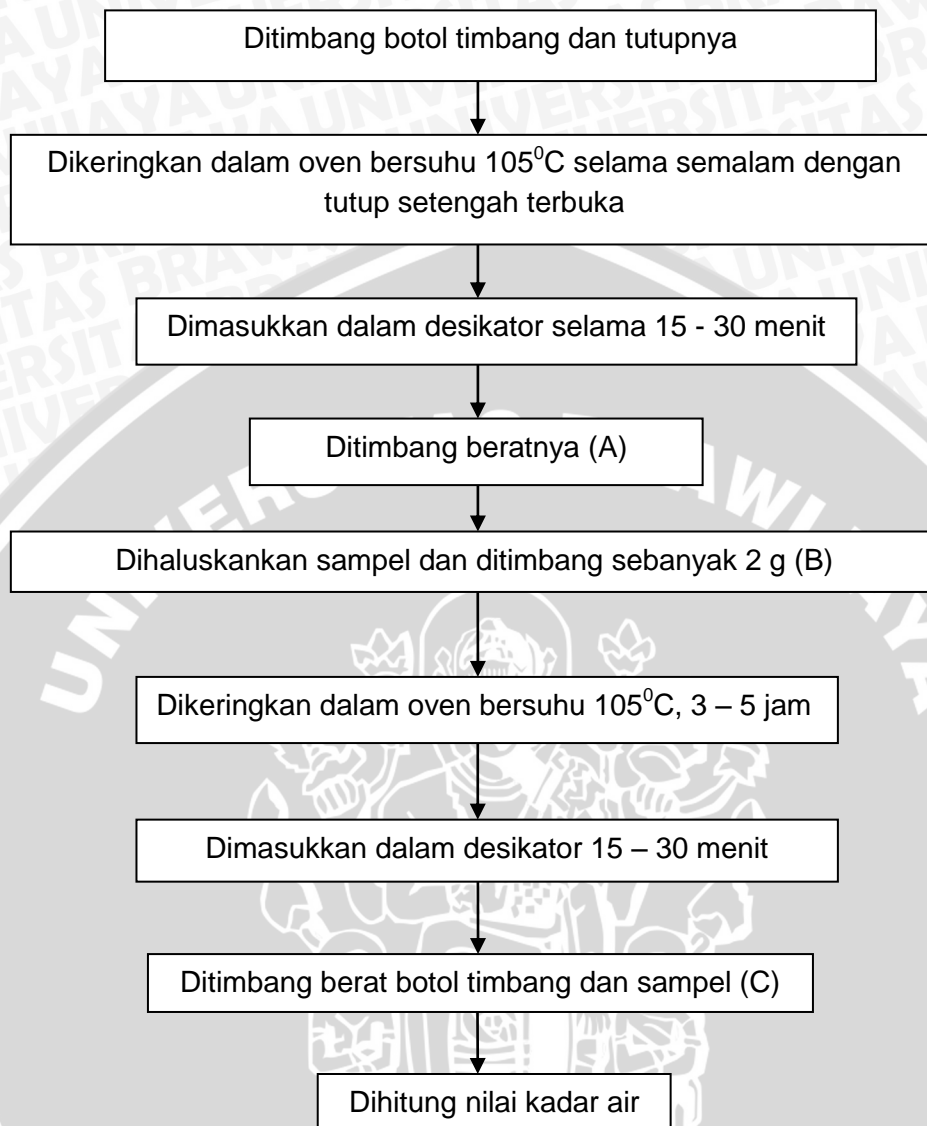 Ditimbang botol timbang dan tutupnya
Dikeringkan dalam oven bersuhu 105⁰C selama semalam dengan
tutup setengah terbuka
Dimasukkan dalam desikator selama 15 - 30 menit
Ditimbang beratnya (A)
Dihaluskankan sampel dan ditimbang sebanyak 2 g (B)
Dikeringkan dalam oven bersuhu 105⁰C, 3 – 5 jam
Dimasukkan dalam desikator 15 – 30 menit
Ditimbang berat botol timbang dan sampel (C)
Dihitung nilai kadar air